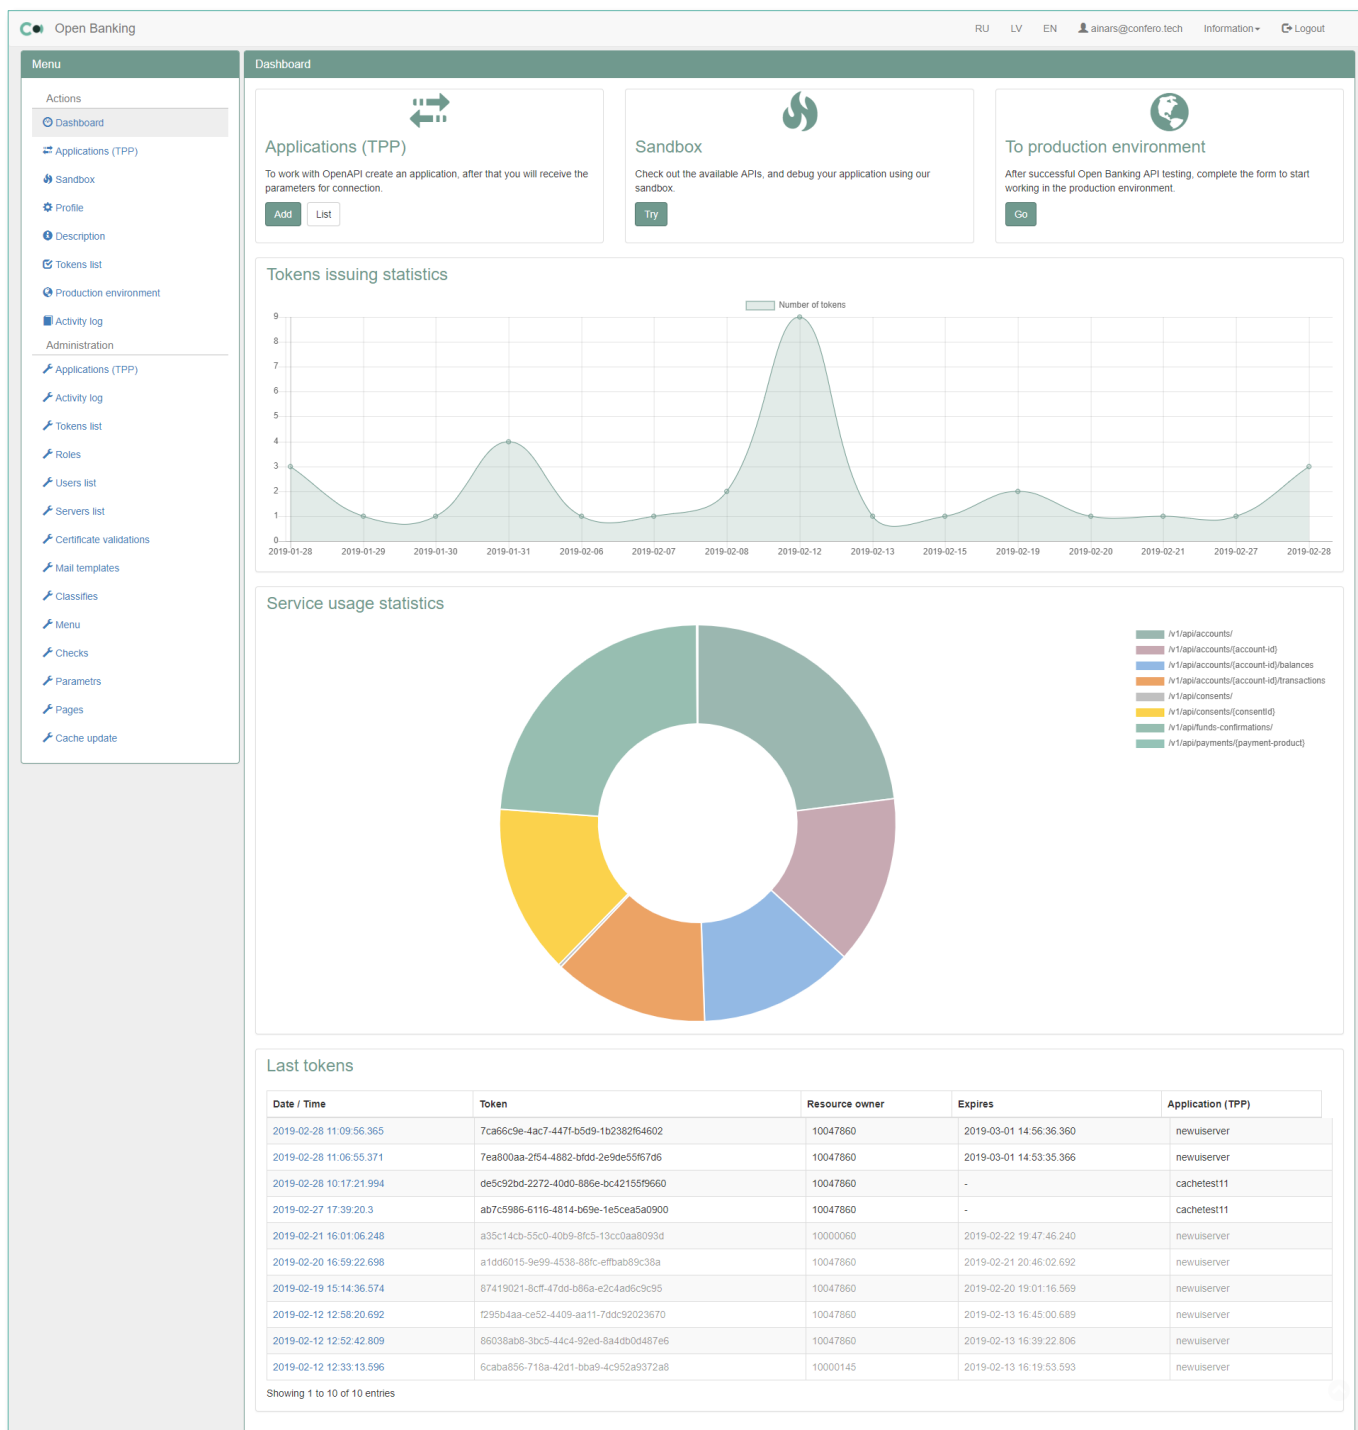 Open Banking
RU LV EN ainars@confero.tech Information Logout
Menu
Actions
Dashboard
Applications (TPP)
Sandbox
Profile
Description
Tokens list
Production environment
Activity log
Administration
Applications (TPP)
Activity log
Tokens list
Roles
Users list
Servers list
Certificate validations
Mail templates
Classifies
Menu
Checks
Parametrs
Pages
Cache update
Dashboard
Applications (TPP)
To work with OpenAPI create an application, after that you will receive the
parameters for connection.
Add List
Sandbox
Check out the available APIs, and debug your application using our
sandbox.
Try
To production environment
After successful Open Banking API testing, complete the form to start
working in the production environment.
Go
Tokens issuing statistics
Number of tokens
9
8
7
6
5
4
3
2
1
0
2019-01-28 2019-01-29 2019-01-30 2019-01-31 2019-02-06 2019-02-07 2019-02-08 2019-02-12 2019-02-13 2019-02-15 2019-02-19 2019-02-20 2019-02-21 2019-02-27 2019-02-28
Service usage statistics
/v1/api/accounts/
/v1/api/accounts/{account-id}
/v1/api/accounts/{account-id}/balances
/v1/api/accounts/{account-id}/transactions
/v1/api/consents/
/v1/api/consents/{consentId}
/v1/api/funds-confirmations/
/v1/api/payments/{payment-product}
Last tokens
Date / Time Token Resource owner Expires Application (TPP)
2019-02-28 11:09:56.365 7ca66c9e-4ac7-447f-b5d9-1b2382f64602 10047860 2019-03-01 14:56:36.360 newuiserver
2019-02-28 11:06:55.371 7ea800aa-2f54-4882-bfdd-2e9de55f67d6 10047860 2019-03-01 14:53:35.366 newuiserver
2019-02-28 10:17:21.994 de5c92bd-2272-40d0-886e-bc42155f9660 10047860 - cachetest11
2019-02-27 17:39:20.3 ab7c5986-6116-4814-b69e-1e5cea5a0900 10047860 - cachetest11
2019-02-21 16:01:06.248 a35c14cb-55c0-40b9-8fc5-13cc0aa8093d 10000060 2019-02-22 19:47:46.240 newuiserver
2019-02-20 16:59:22.698 a1dd6015-9e99-4538-88fc-effbab89c38a 10047860 2019-02-21 20:46:02.692 newuiserver
2019-02-19 15:14:36.574 87419021-8cff-47dd-b86a-e2c4ad6c9c95 10047860 2019-02-20 19:01:16.569 newuiserver
2019-02-12 12:58:20.692 f295b4aa-ce52-4409-aa11-7ddc92023670 10047860 2019-02-13 16:45:00.689 newuiserver
2019-02-12 12:52:42.809 86038ab8-3bc5-44c4-92ed-8a4db0d487e6 10047860 2019-02-13 16:39:22.806 newuiserver
2019-02-12 12:33:13.596 6caba856-718a-42d1-bba9-4c952a9372a8 10000145 2019-02-13 16:19:53.593 newuiserver
Showing 1 to 10 of 10 entries